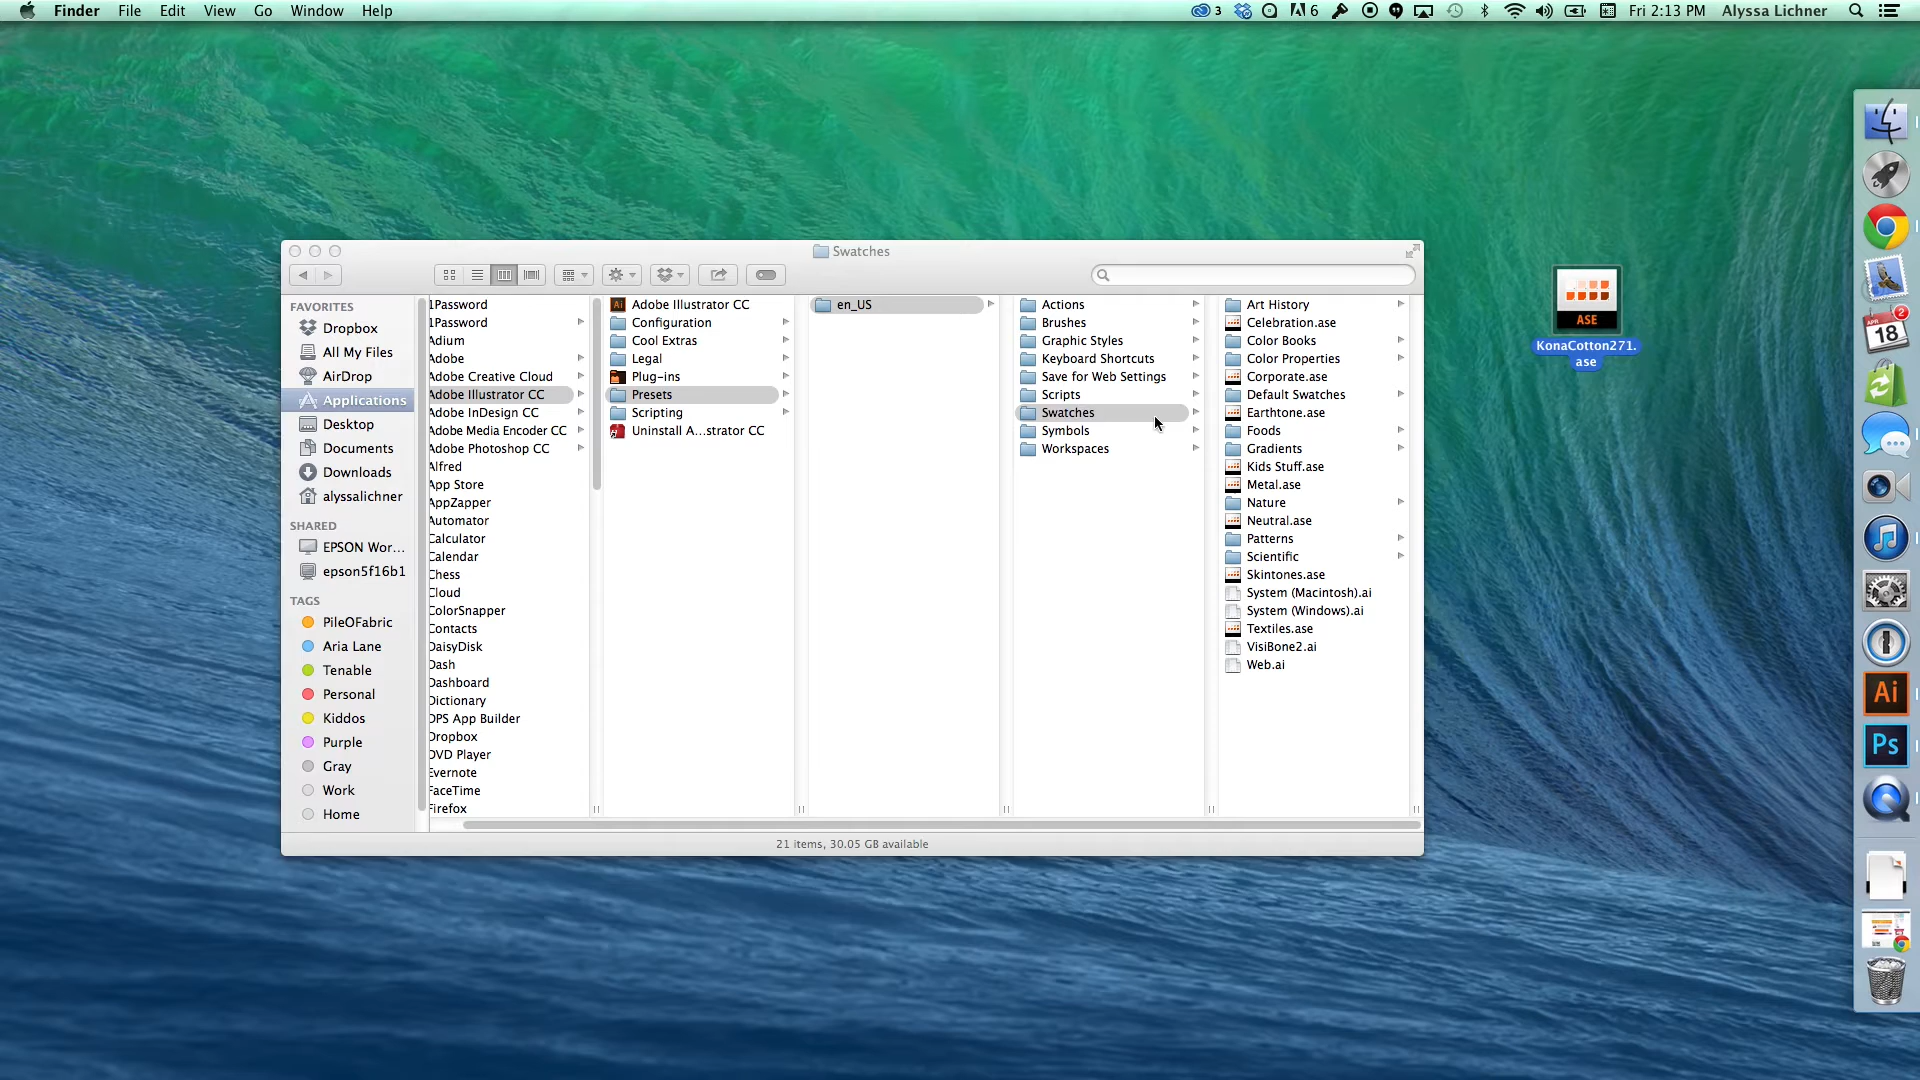 Finder File Edit View Go Window Help
3 6 Fri 2:13 PM Alyssa Lichner
Swatches
FAVORITES
Dropbox
All My Files
AirDrop
Applications
Desktop
Documents
Downloads
alyssalichner
SHARED
EPSON Wor...
epson5f16b1
TAGS
PileOFabric
Aria Lane
Tenable
Personal
Kiddos
Purple
Gray
Work
Home
1Password
1Password
Adium
Adobe
Adobe Creative Cloud
Adobe Illustrator CC
Adobe InDesign CC
Adobe Media Encoder CC
Adobe Photoshop CC
Alfred
App Store
AppZapper
Automator
Calculator
Calendar
Chess
Cloud
ColorSnapper
Contacts
DaisyDisk
Dash
Dashboard
Dictionary
DPS App Builder
Dropbox
DVD Player
Evernote
FaceTime
Firefox
Adobe Illustrator CC
Configuration
Cool Extras
Legal
Plug-ins
Presets
Scripting
Uninstall A...strator CC
en_US
Actions
Brushes
Graphic Styles
Keyboard Shortcuts
Save for Web Settings
Scripts
Swatches
Symbols
Workspaces
Art History
Celebration.ase
Color Books
Color Properties
Corporate.ase
Default Swatches
Earthtone.ase
Foods
Gradients
Kids Stuff.ase
Metal.ase
Nature
Neutral.ase
Patterns
Scientific
Skintones.ase
System (Macintosh).ai
System (Windows).ai
Textiles.ase
VisiBone2.ai
Web.ai
21 items, 30.05 GB available
ASE
KonaCotton271.
ase
2
APR
18
Ai
Ps